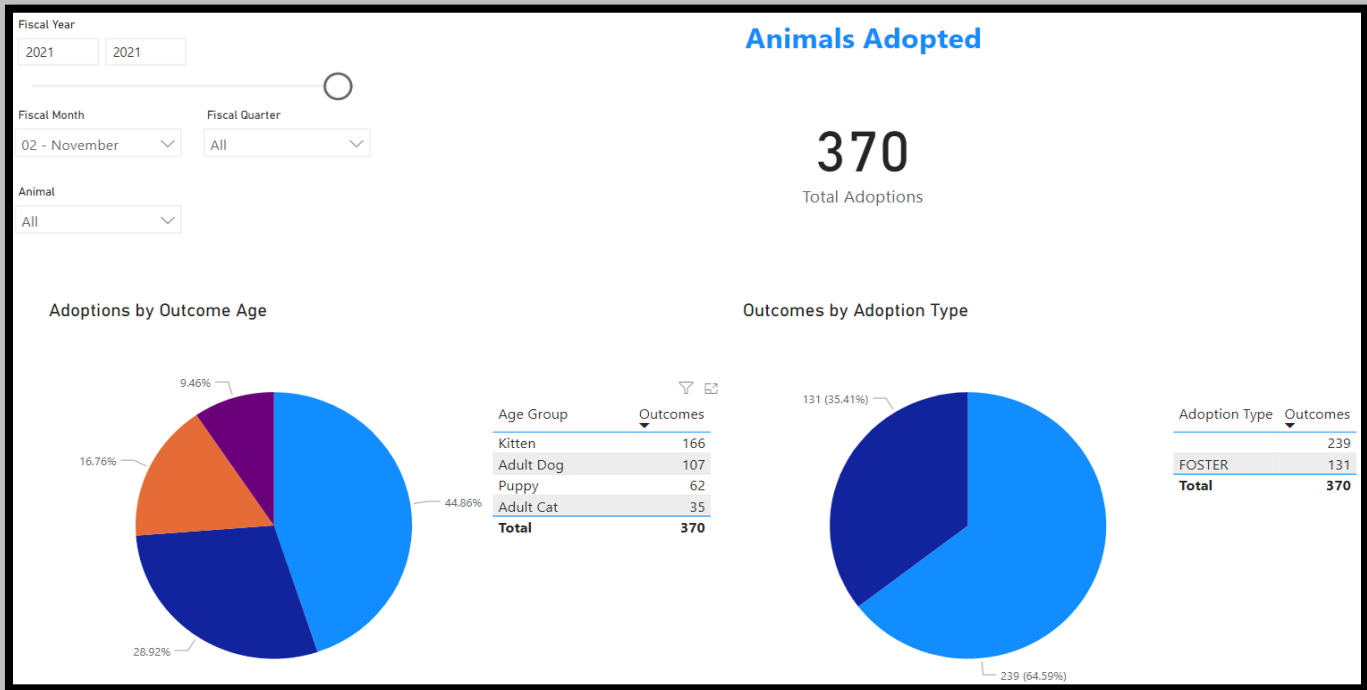 Fiscal Year
2021 2021
Fiscal Month Fiscal Quarter
02 - November All
Animal
All
Animals Adopted
370
Total Adoptions
Adoptions by Outcome Age
9.46%
16.76%
44.86%
28.92%
Age Group Outcomes
Kitten 166
Adult Dog 107
Puppy 62
Adult Cat 35
Total 370
Outcomes by Adoption Type
131 (35.41%)
239 (64.59%)
Adoption Type Outcomes
239
FOSTER 131
Total 370